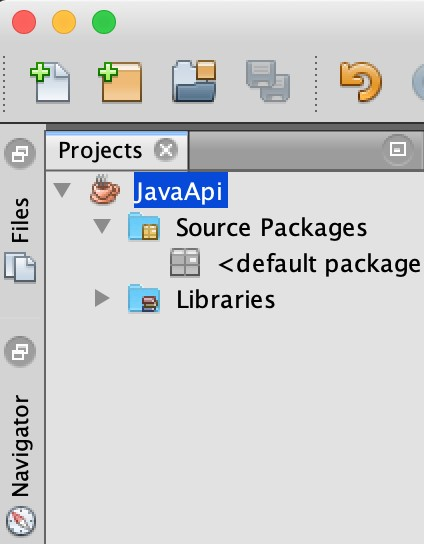 Projects
JavaApi
Source Packages
<default package
Libraries
Files
Navigator